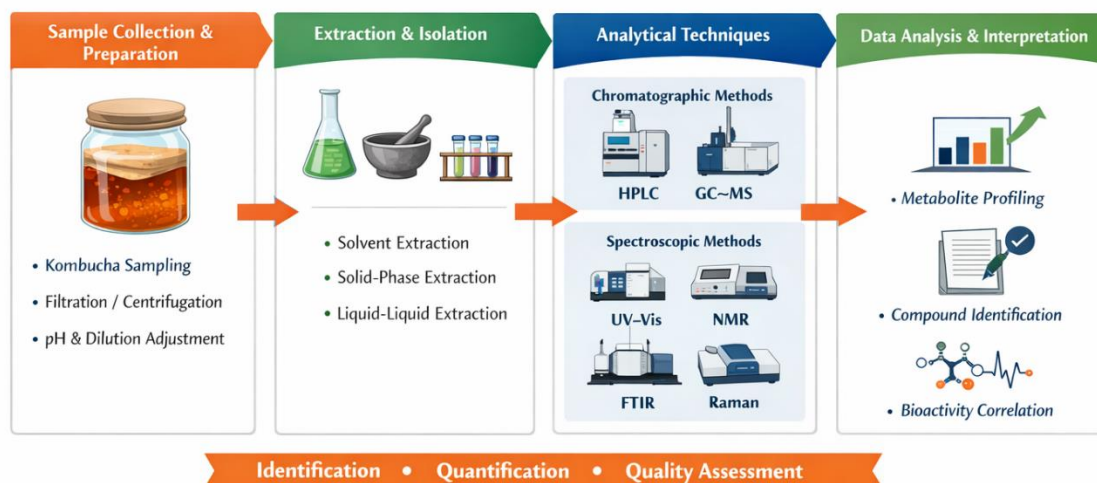 Sample Collection &
Preparation
• Kombucha Sampling
• Filtration / Centrifugation
• pH & Dilution Adjustment
Extraction & Isolation
• Solvent Extraction
• Solid-Phase Extraction
• Liquid-Liquid Extraction
Analytical Techniques
Chromatographic Methods
HPLC
GC~MS
Spectroscopic Methods
UV–Vis
NMR
FTIR
Raman
Data Analysis & Interpretation
• Metabolite Profiling
• Compound Identification
• Bioactivity Correlation
Identification • Quantification • Quality Assessment